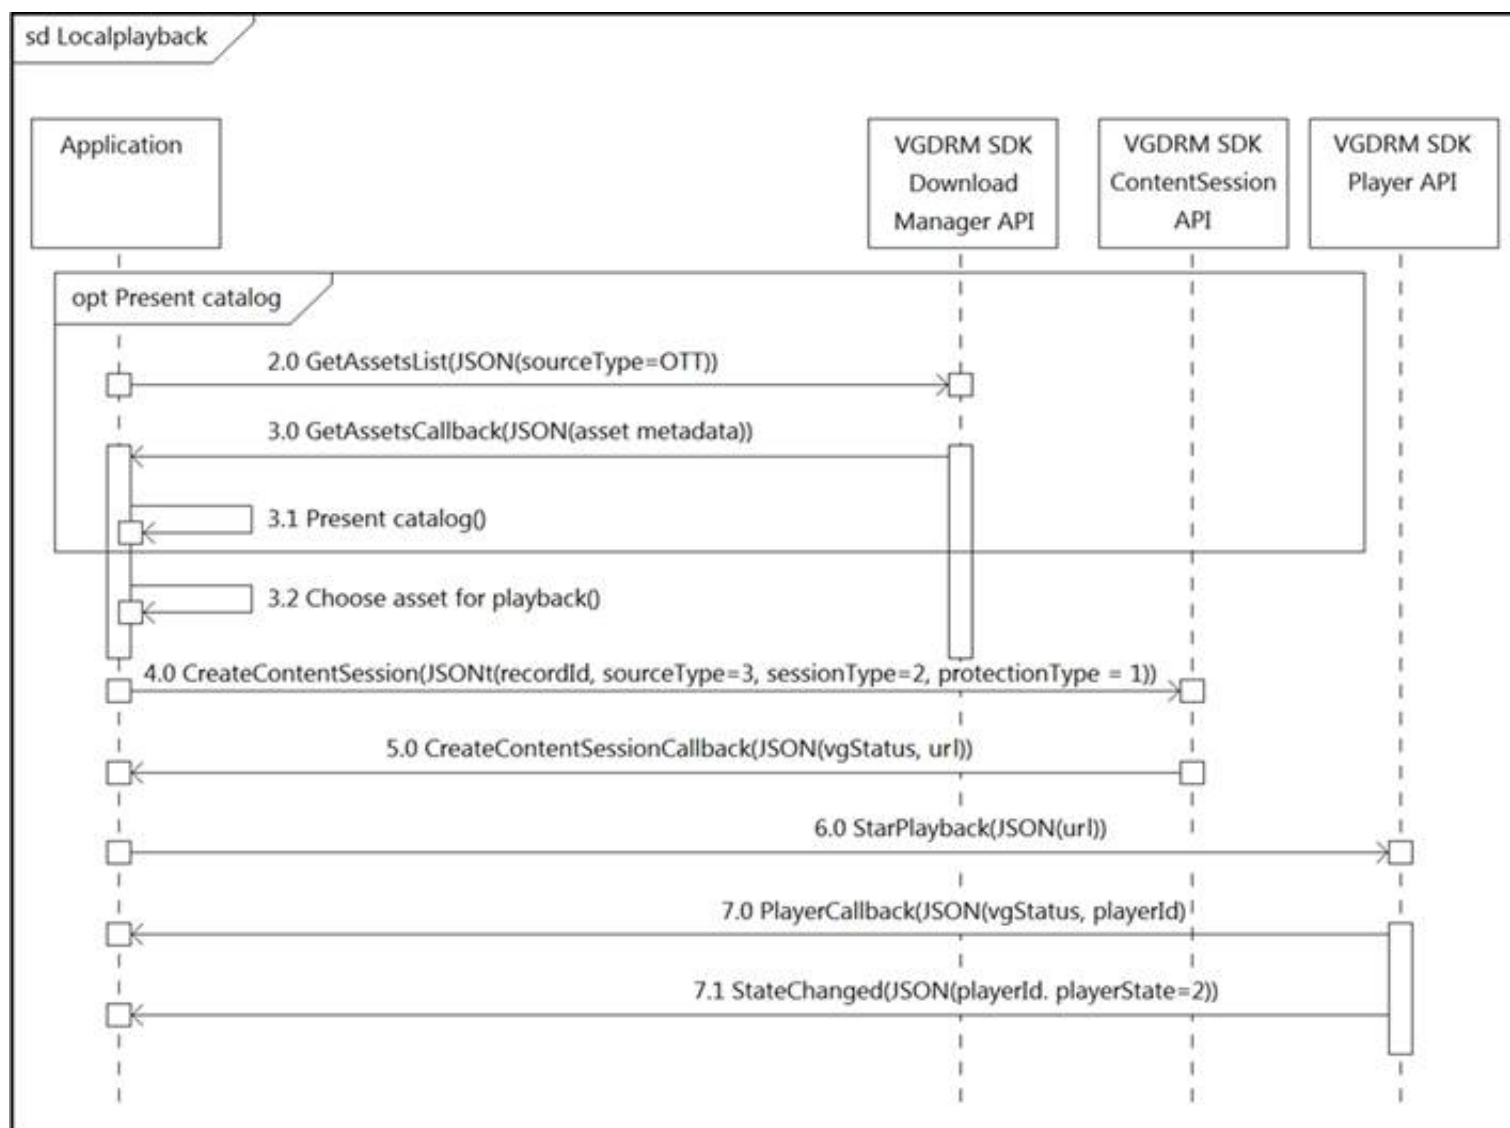 sd Localplayback
Application
VGDRM SDK
Download
Manager API
VGDRM SDK
ContentSession
API
VGDRM SDK
Player API
opt Present catalog
2.0 GetAssetsList(JSON(sourceType=OTT))
3.0 GetAssetsCallback(JSON(asset metadata))
3.1 Present catalog()
3.2 Choose asset for playback()
4.0 CreateContentSession(JSONt(recordId, sourceType=3, sessionType=2, protectionType = 1))
5.0 CreateContentSessionCallback(JSON(vgStatus, url))
6.0 StarPlayback(JSON(url))
7.0 PlayerCallback(JSON(vgStatus, playerId)
7.1 StateChanged(JSON(playerId. playerState=2))